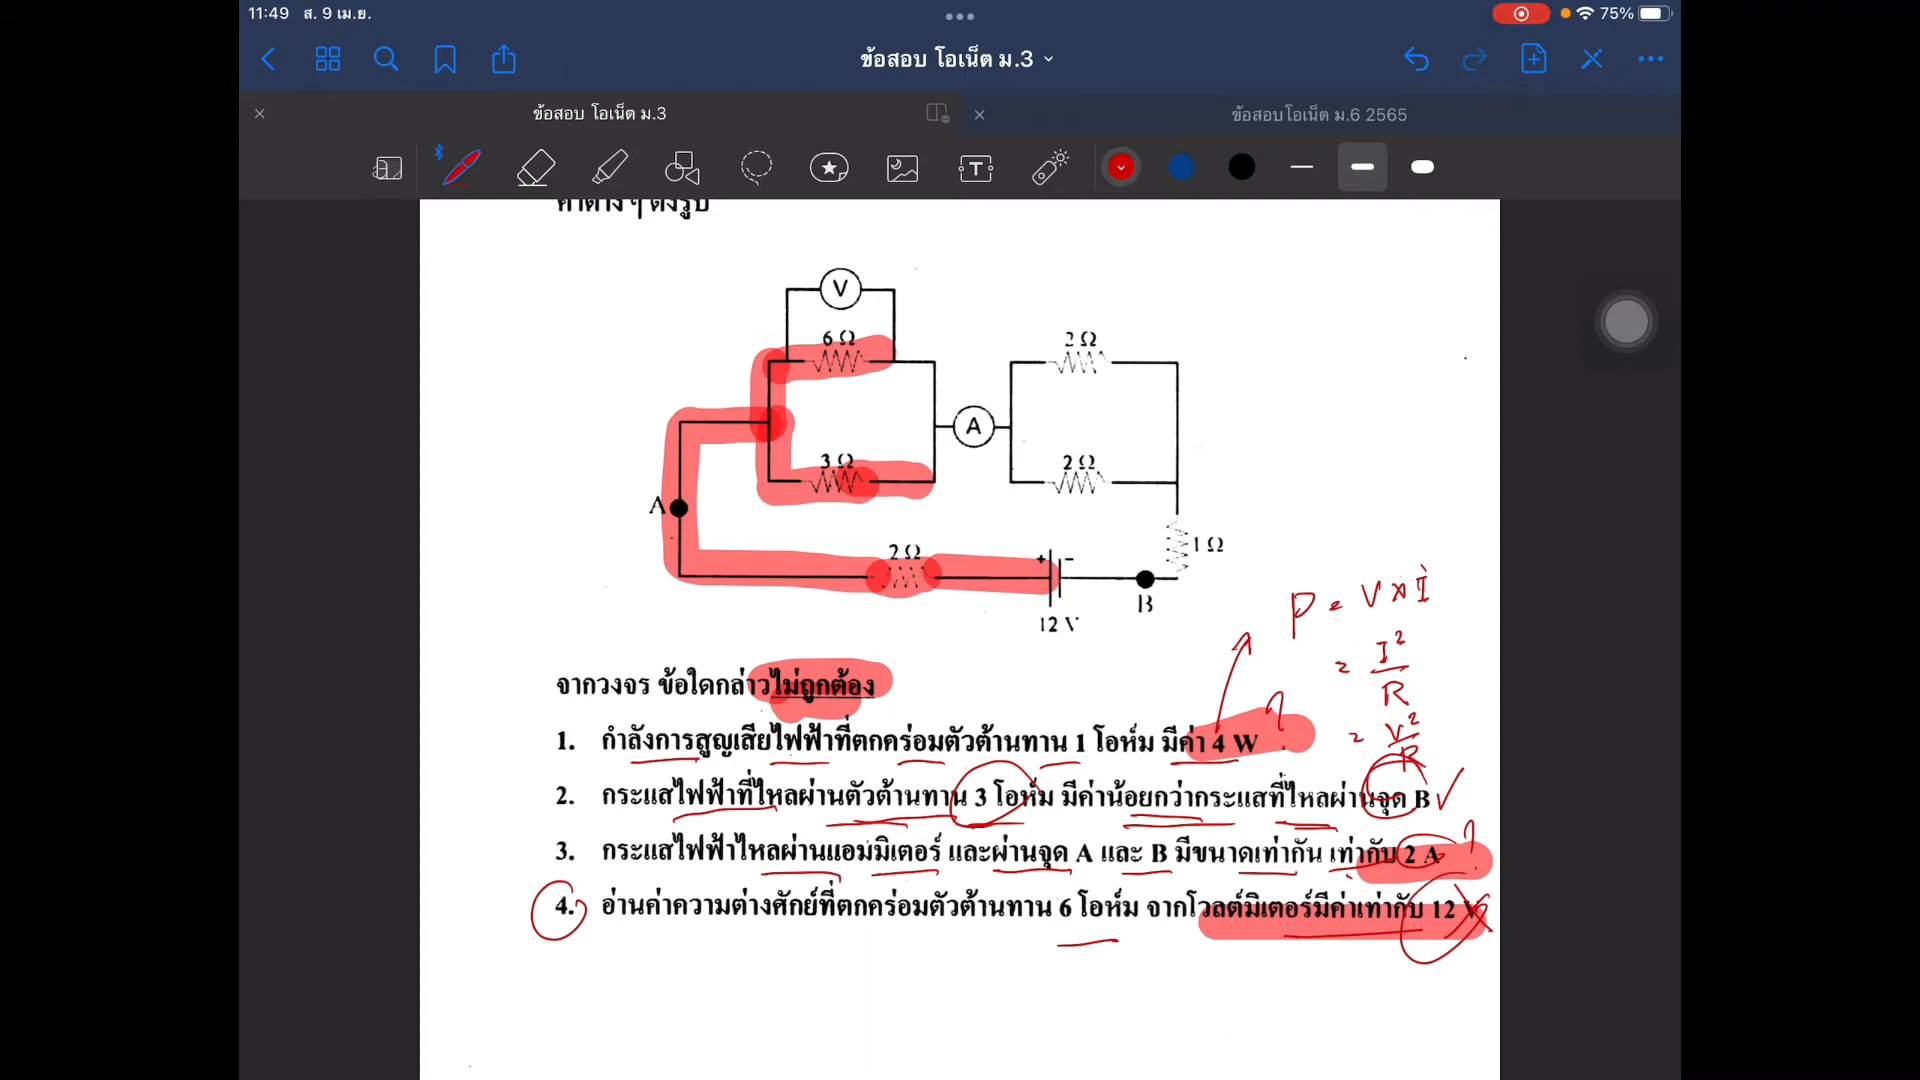 11:49 ส. 9 เม.ย.
75%
ข้อสอบ โอเน็ต ม.3
ข้อสอบ โอเน็ต ม.3
ข้อสอบโอเน็ต ม.6 2565
ค่าต่าง ๆ ดังรูป
V
6 Ω
2 Ω
A
3 Ω
2 Ω
A
2 Ω
+ −
1 Ω
B
12 V
P = V × I
= I²/R
= V²/R
จากวงจร ข้อใดกล่าวไม่ถูกต้อง
1. กำลังการสูญเสียไฟฟ้าที่ตกคร่อมตัวต้านทาน 1 โอห์ม มีค่า 4 W ?
2. กระแสไฟฟ้าที่ไหลผ่านตัวต้านทาน 3 โอห์ม มีค่าน้อยกว่ากระแสที่ไหลผ่านจุด B ✓
3. กระแสไฟฟ้าไหลผ่านแอมมิเตอร์ และผ่านจุด A และ B มีขนาดเท่ากัน เท่ากับ 2 A ?
4. อ่านค่าความต่างศักย์ที่ตกคร่อมตัวต้านทาน 6 โอห์ม จากโวลต์มิเตอร์มีค่าเท่ากับ 12 V